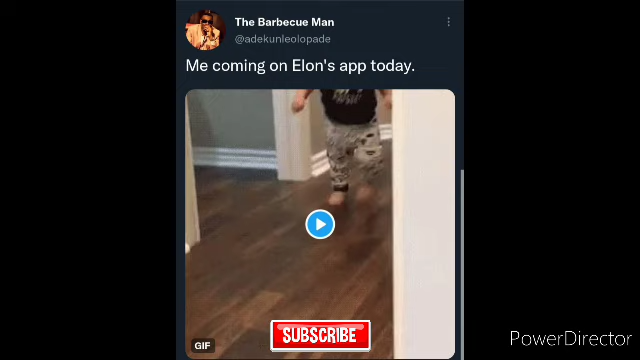 The Barbecue Man
@adekunleolopade
Me coming on Elon's app today.
GIF
SUBSCRIBE
PowerDirector